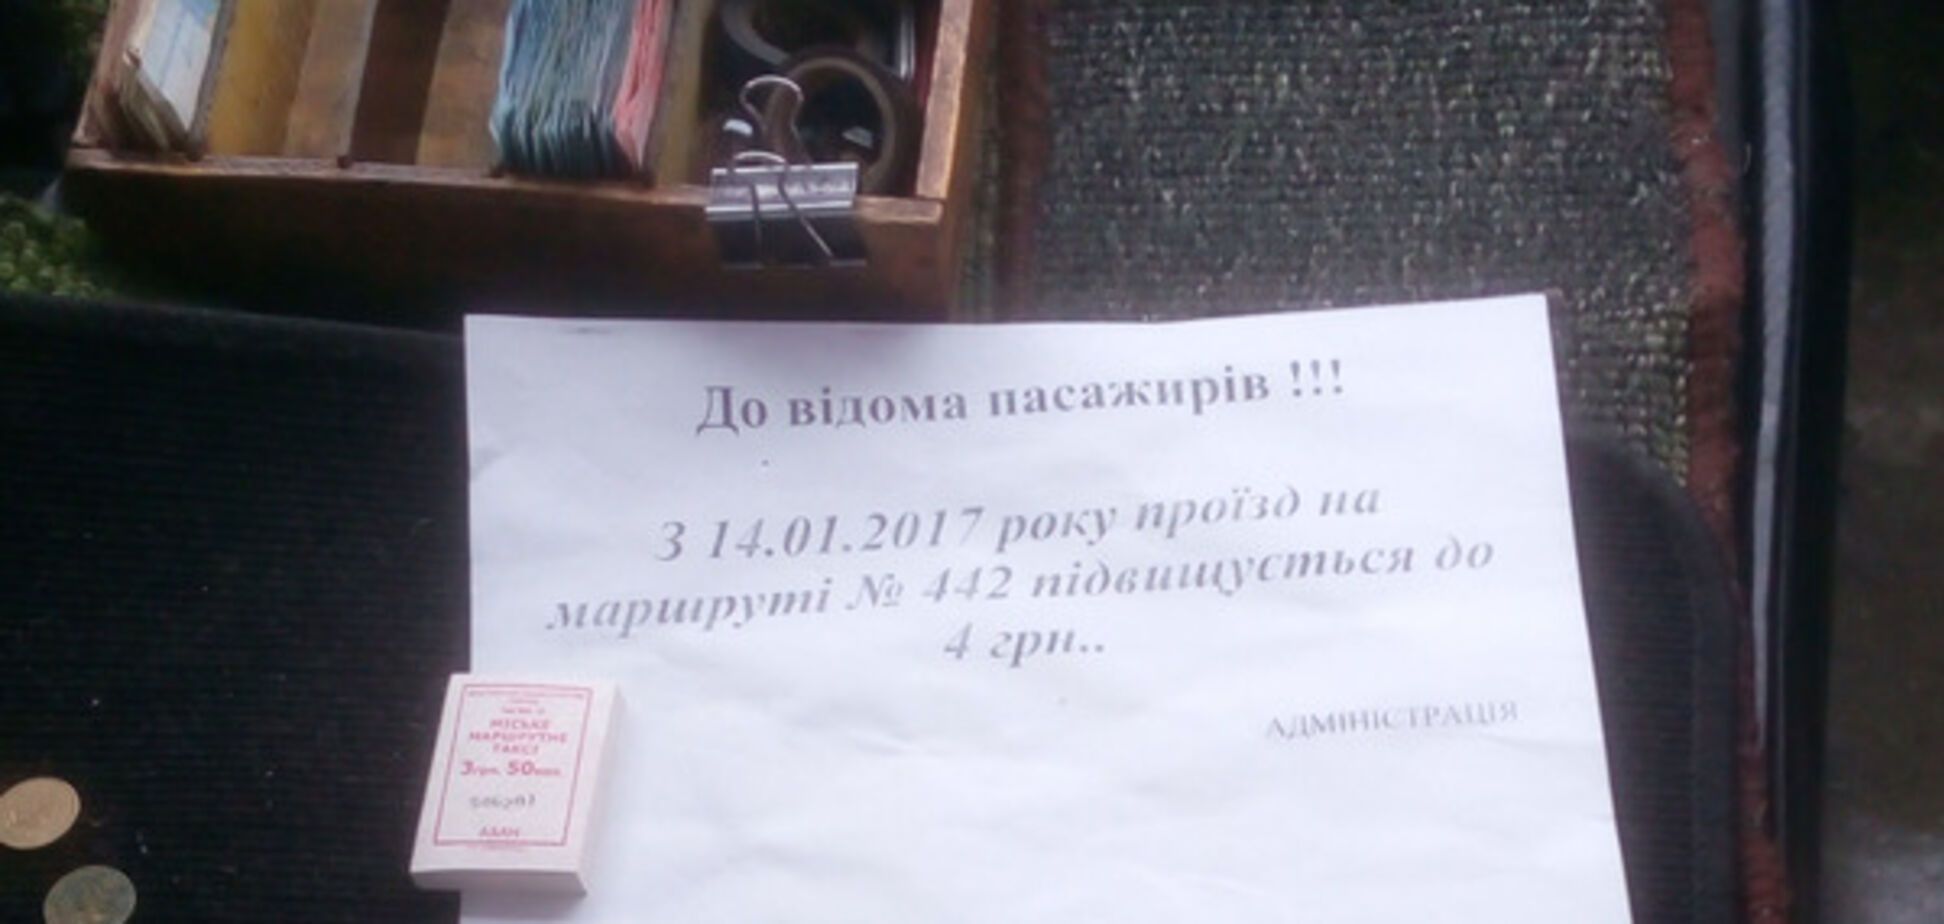 До відома пасажирів !!!
З 14.01.2017 року проїзд на
маршруті № 442 підвищується до
4 грн..
АДМІНІСТРАЦІЯ
МІСЬКЕ
МАРШРУТНЕ
ТАКСІ
3грн. 50коп.